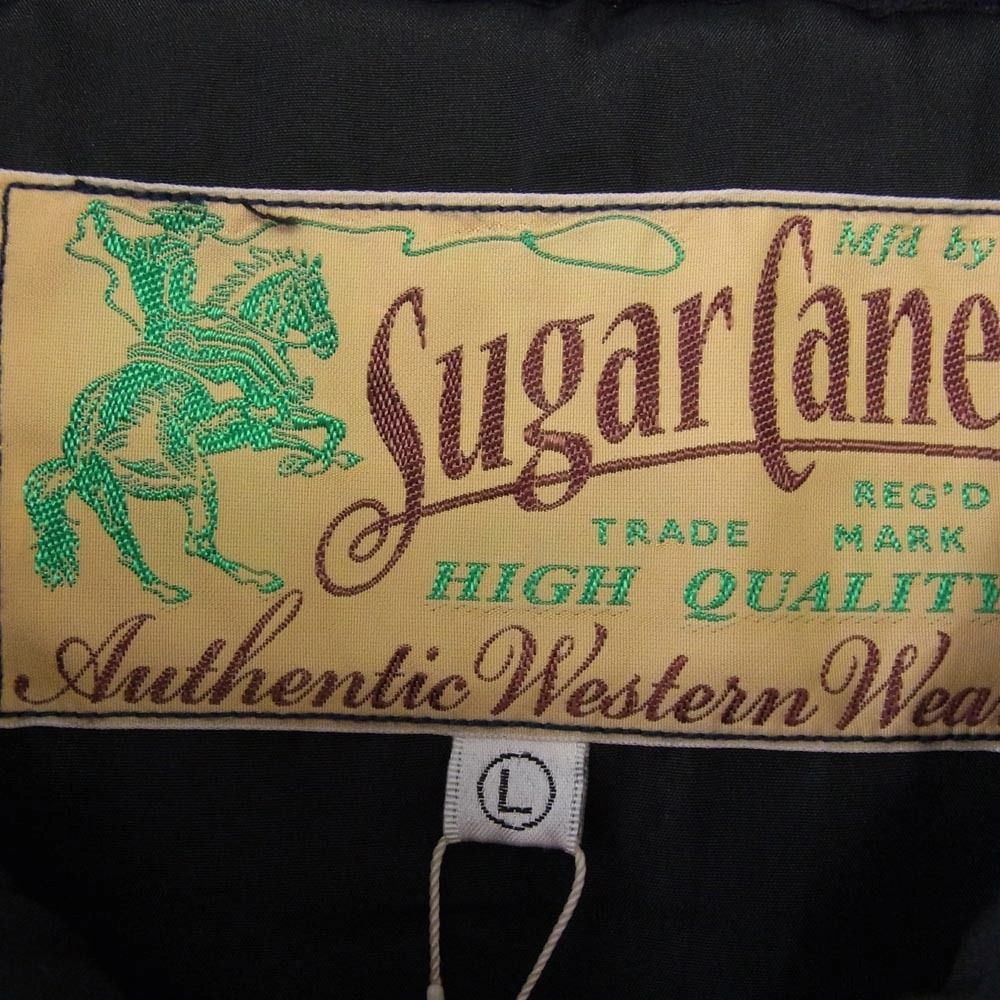 Mfd by
Sugar Cane
REG'D
TRADE MARK
HIGH QUALITY
Authentic Western Wear
L